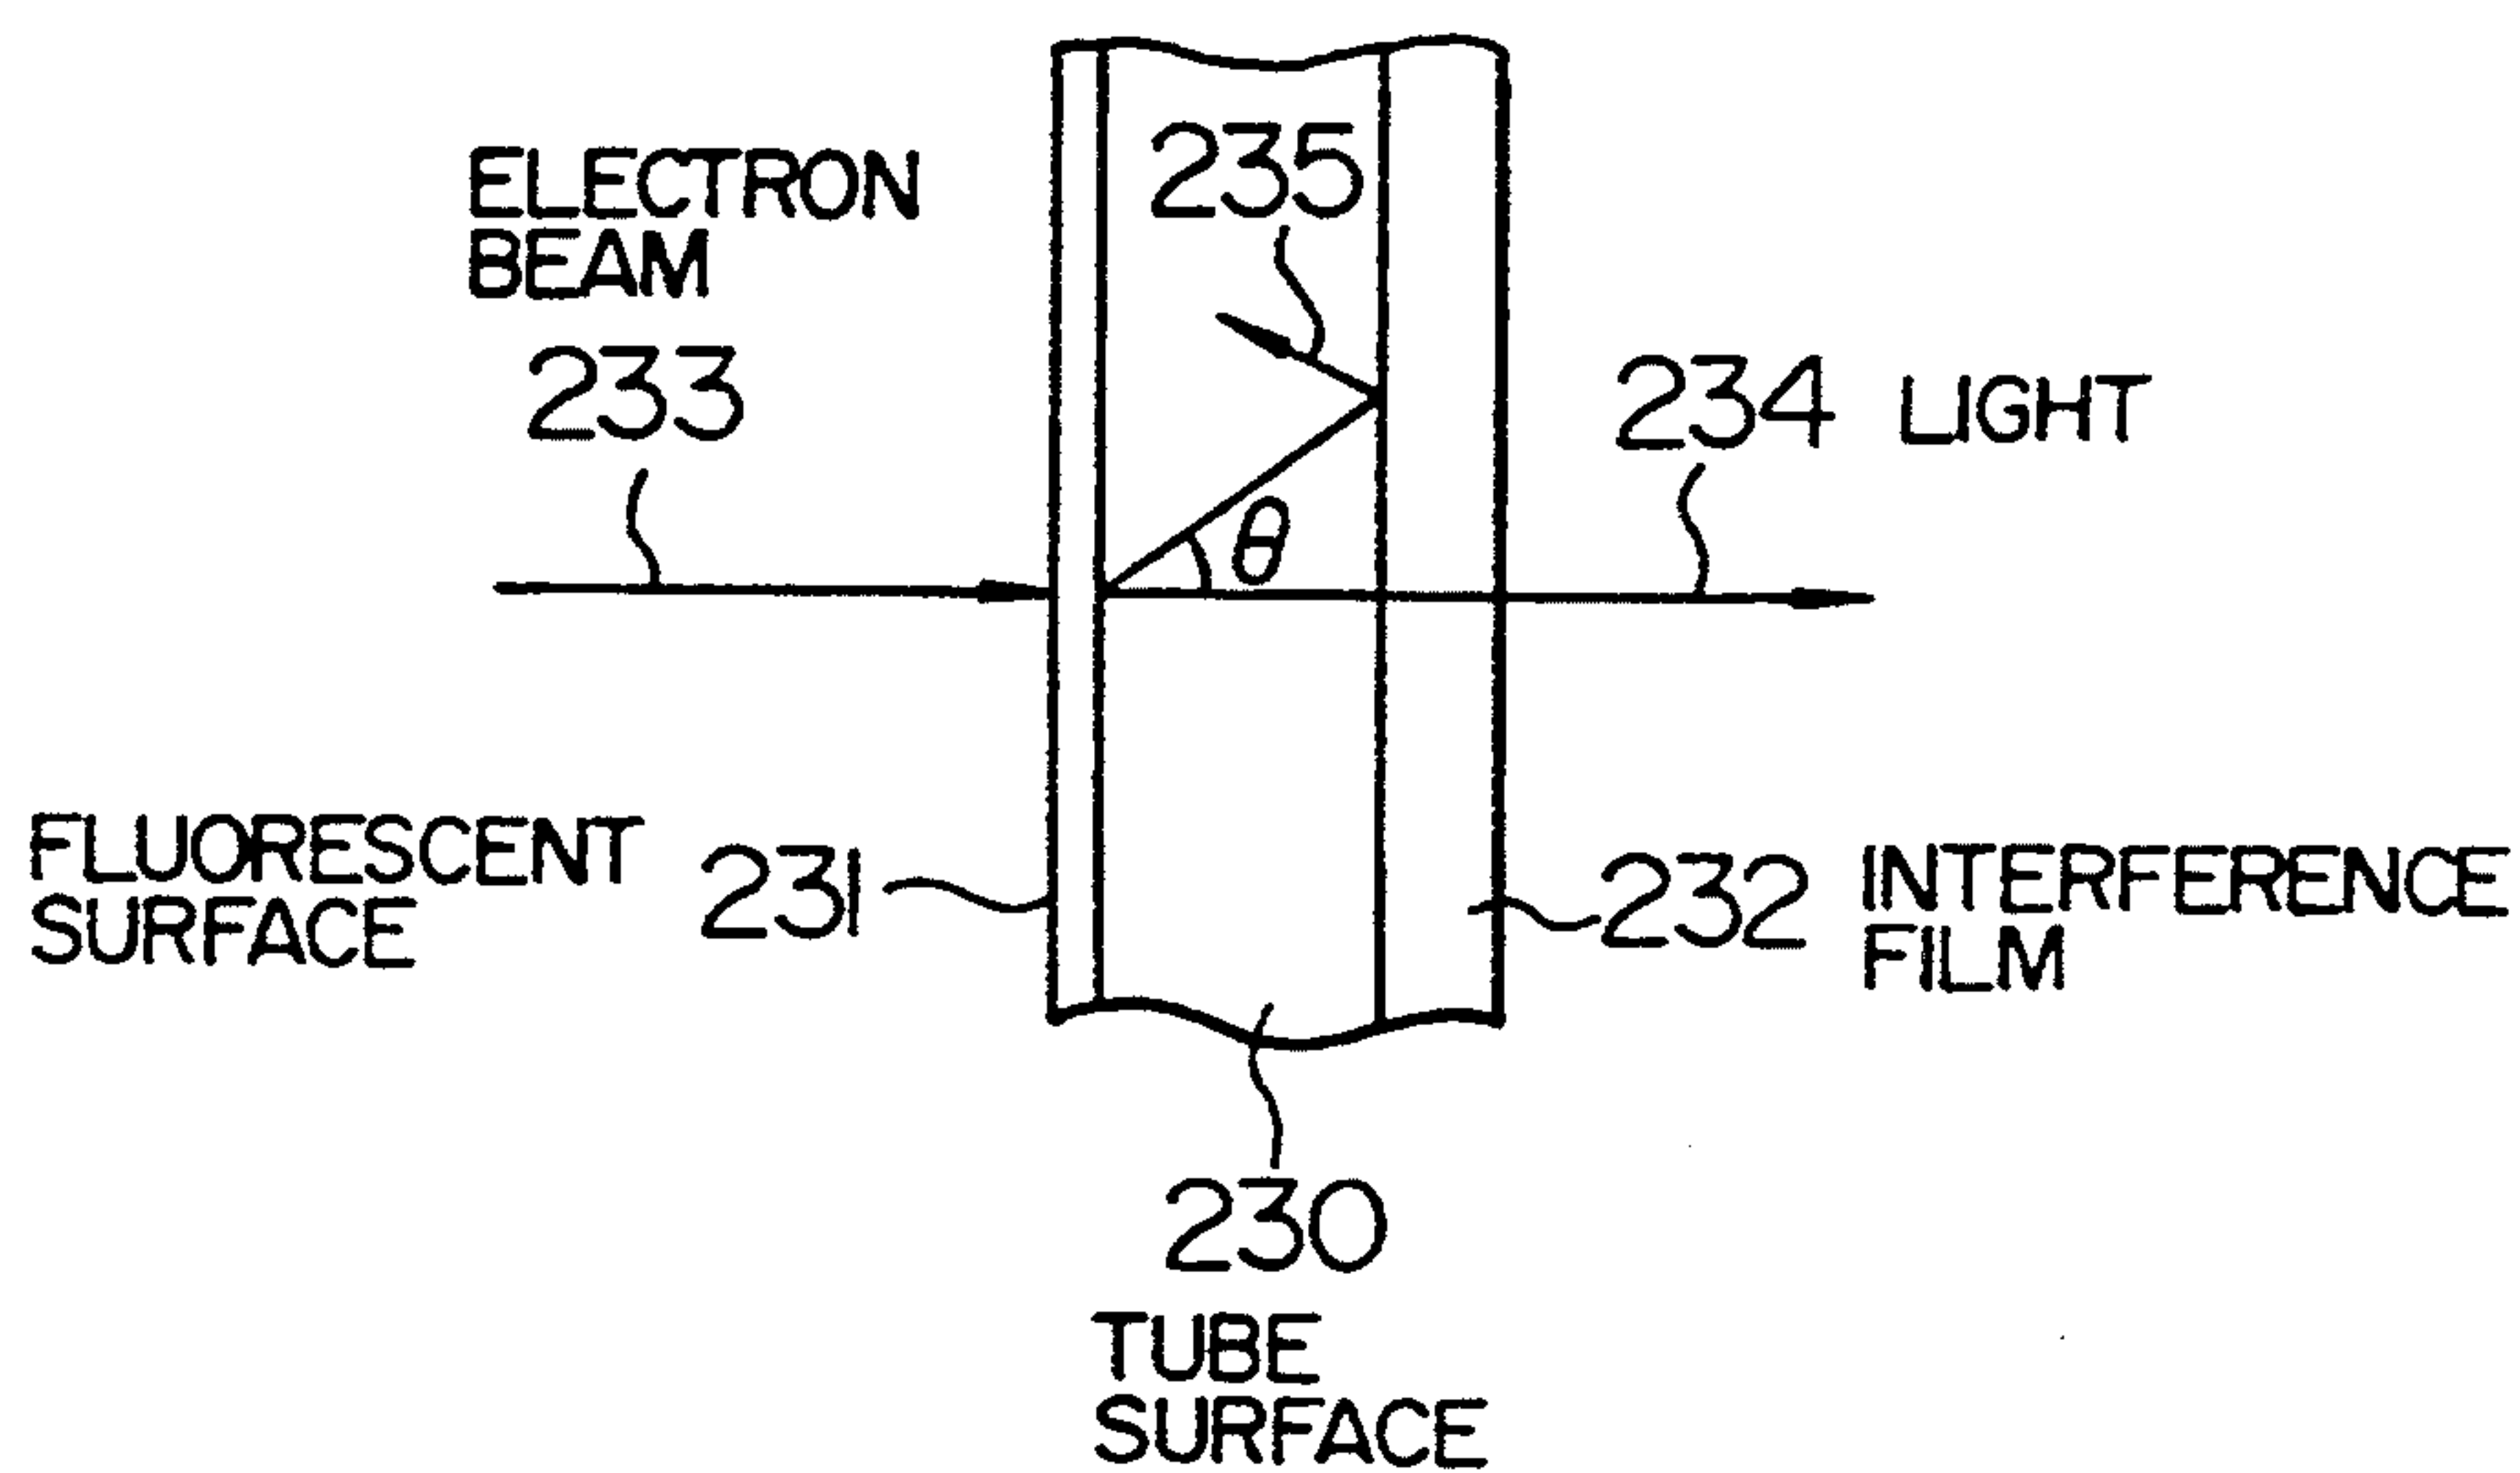 235
ELECTRON
BEAM
233
234 LIGHT
θ
FLUORESCENT
SURFACE
231
232
INTERFERENCE
FILM
230
TUBE
SURFACE